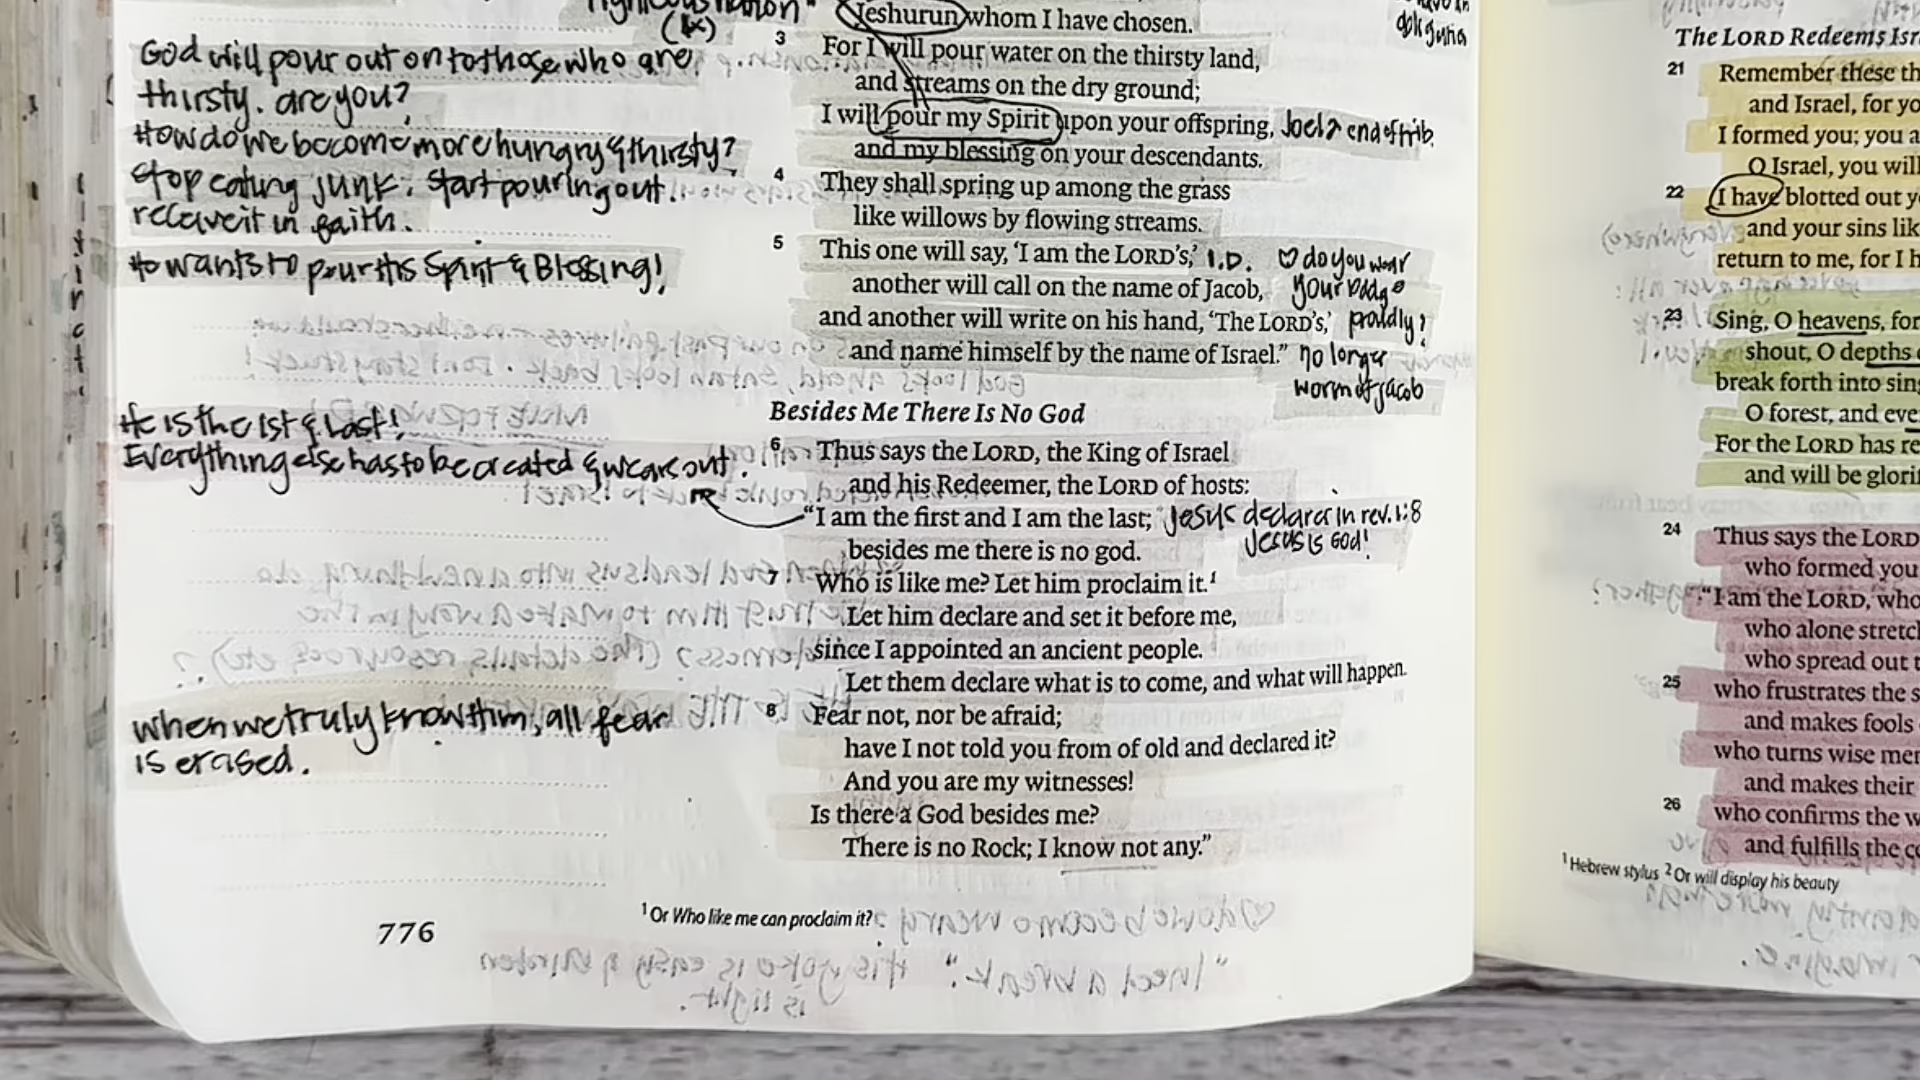 righteous nation"
(is)
God will pour out onto those who are
thirsty. are you?
How do we become more hungry & thirsty?
stop eating junk. start pouring out.
receive it in faith.
He wants to pour His Spirit & Blessing!
He is the 1st & Last!
Everything else has to be created & wears out.
when we truly know Him, all fear
is erased.
Jeshurun whom I have chosen.
3 For I will pour water on the thirsty land,
and streams on the dry ground;
I will pour my Spirit upon your offspring, Joel 2 end of trib.
and my blessing on your descendants.
4 They shall spring up among the grass
like willows by flowing streams.
5 This one will say, ‘I am the LORD's,’ I.D. ♡ do you wear
another will call on the name of Jacob, your badge
and another will write on his hand, ‘The LORD's,’ proudly?
and name himself by the name of Israel.” no longer
worm of jacob
Besides Me There Is No God
6 Thus says the LORD, the King of Israel
and his Redeemer, the LORD of hosts:
“I am the first and I am the last; Jesus declares in rev. 1:8
besides me there is no god. Jesus is God!
7 Who is like me? Let him proclaim it.1
Let him declare and set it before me,
since I appointed an ancient people.
Let them declare what is to come, and what will happen.
8 Fear not, nor be afraid;
have I not told you from of old and declared it?
And you are my witnesses!
Is there a God besides me?
There is no Rock; I know not any.”
1 Or Who like me can proclaim it?
776
The LORD Redeems
21 Remember these
and Israel, for
I formed you; you
O Israel, you will
22 I have blotted out
and your sins
return to me, for I
23 Sing, O heavens, for
shout, O depths
break forth into
O forest, and
For the LORD has
and will be
24 Thus says the LORD
who formed you
“I am the LORD, who
who alone
who spread out
25 who frustrates the
and makes fools
who turns wise
and makes their
26 who confirms the
and fulfills the
1 Hebrew stylus 2 Or will display his beauty